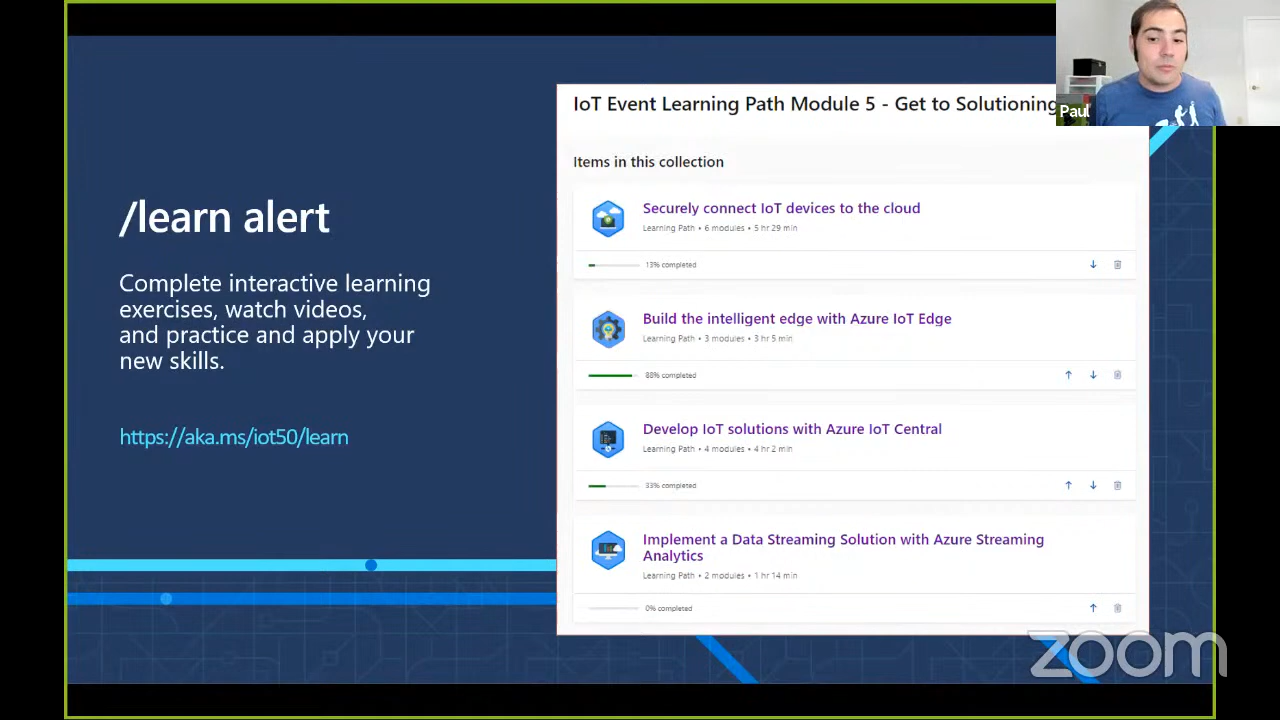 /learn alert
Complete interactive learning
exercises, watch videos,
and practice and apply your
new skills.
https://aka.ms/iot50/learn
IoT Event Learning Path Module 5 - Get to Solutioning
Items in this collection
Securely connect IoT devices to the cloud
Learning Path • 6 modules • 5 hr 29 min
13% completed
Build the intelligent edge with Azure IoT Edge
Learning Path • 3 modules • 3 hr 5 min
88% completed
Develop IoT solutions with Azure IoT Central
Learning Path • 4 modules • 4 hr 2 min
33% completed
Implement a Data Streaming Solution with Azure Streaming
Analytics
Learning Path • 2 modules • 1 hr 14 min
0% completed
Paul
zoom